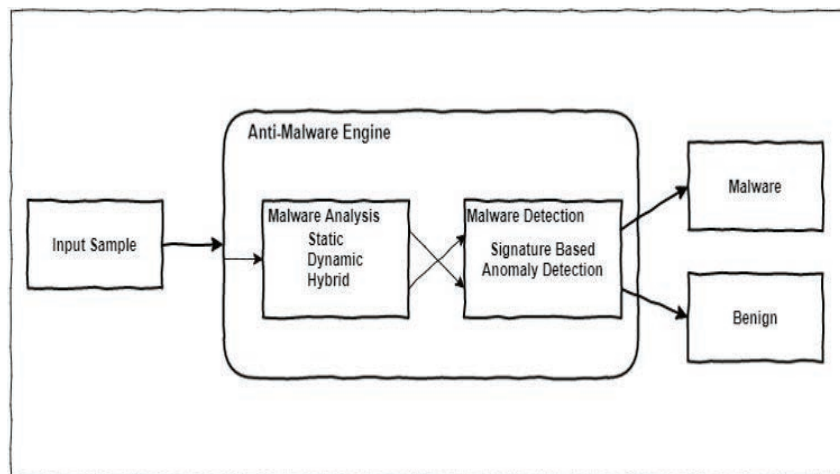 Anti-Malware Engine
Input Sample
Malware Analysis
Static
Dynamic
Hybrid
Malware Detection
Signature Based
Anomaly Detection
Malware
Benign